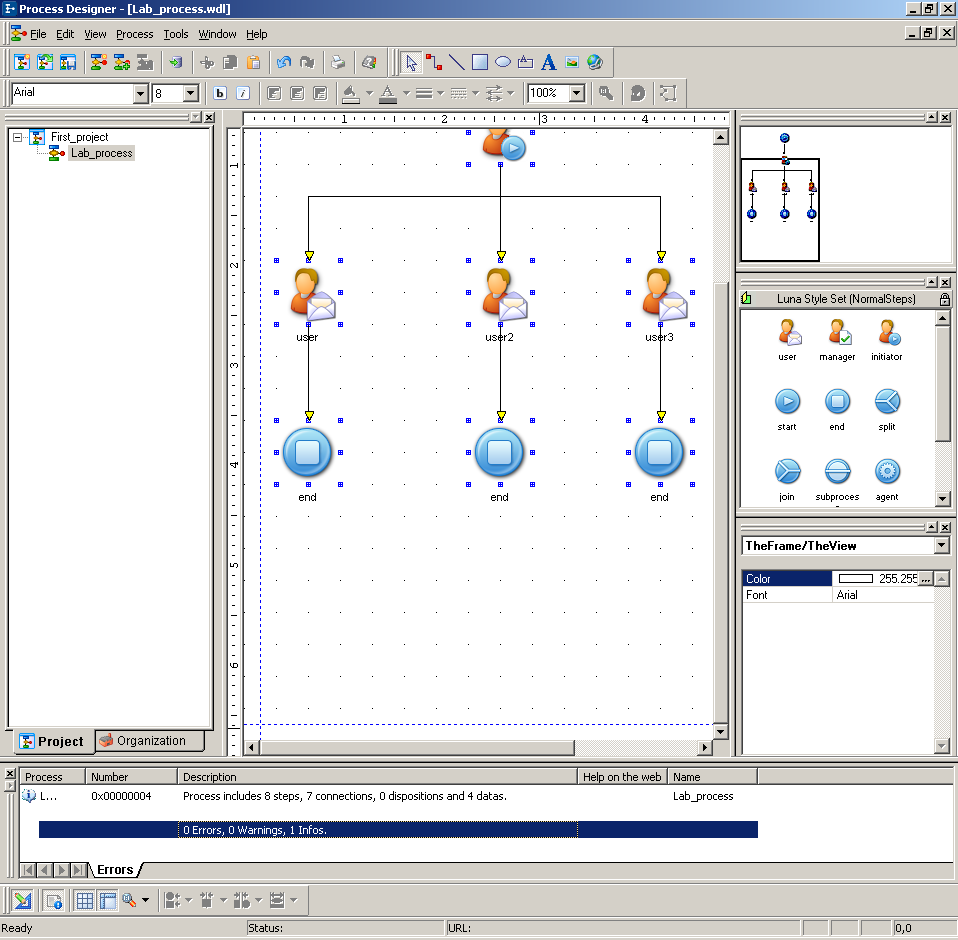 Process Designer - [Lab_process.wdl]
File Edit View Process Tools Window Help
Arial 8 b i 100%
First_project
Lab_process
1 2 3 4
1
2
3
4
5
6
user user2 user3
end end end
Project Organization
Luna Style Set (NormalSteps)
user manager initiator
start end split
join subproces agent
TheFrame/TheView
Color 255.255 ...
Font Arial
Process Number Description Help on the web Name
L... 0x00000004 Process includes 8 steps, 7 connections, 0 dispositions and 4 datas. Lab_process
0 Errors, 0 Warnings, 1 Infos.
Errors
Ready Status: URL: 0,0